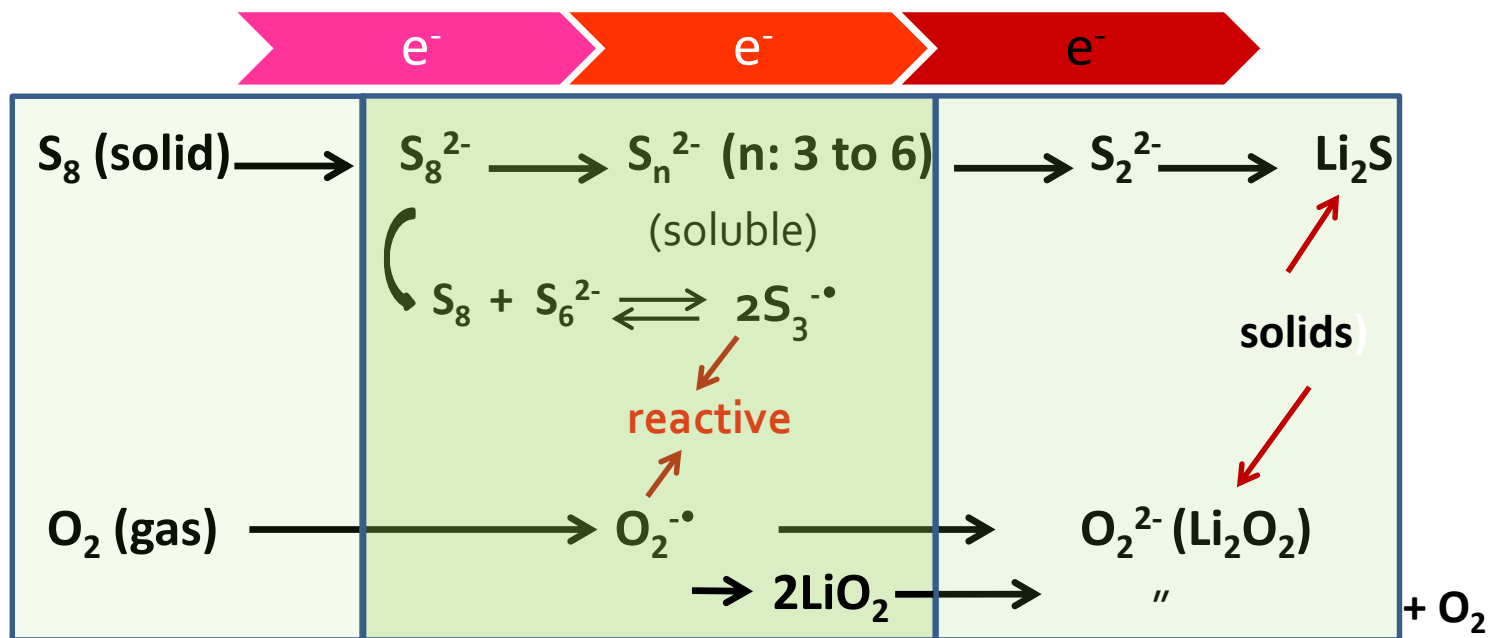 e⁻ e⁻ e⁻
S₈ (solid) S₈²⁻ Sₙ²⁻ (n: 3 to 6) S₂²⁻ Li₂S
(soluble)
S₈ + S₆²⁻ 2S₃⁻•
solids)
reactive
O₂ (gas) O₂⁻• O₂²⁻ (Li₂O₂)
2LiO₂ " + O₂